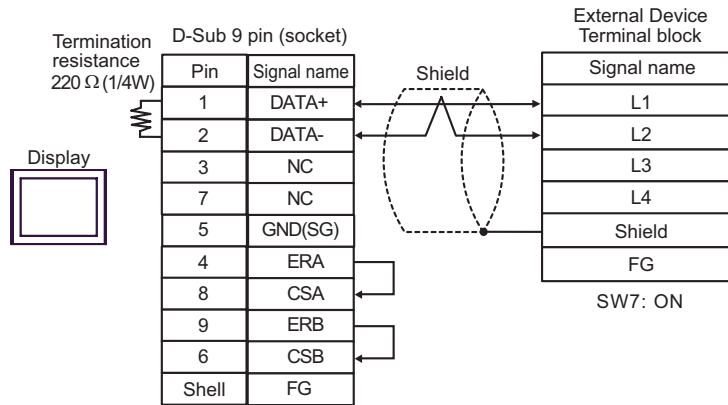 D-Sub 9 pin (socket)
External Device
Terminal block
Termination
resistance
220 Ω (1/4W)
Display
Pin Signal name
1 DATA+
2 DATA-
3 NC
7 NC
5 GND(SG)
4 ERA
8 CSA
9 ERB
6 CSB
Shell FG
Shield
Signal name
L1
L2
L3
L4
Shield
FG
SW7: ON